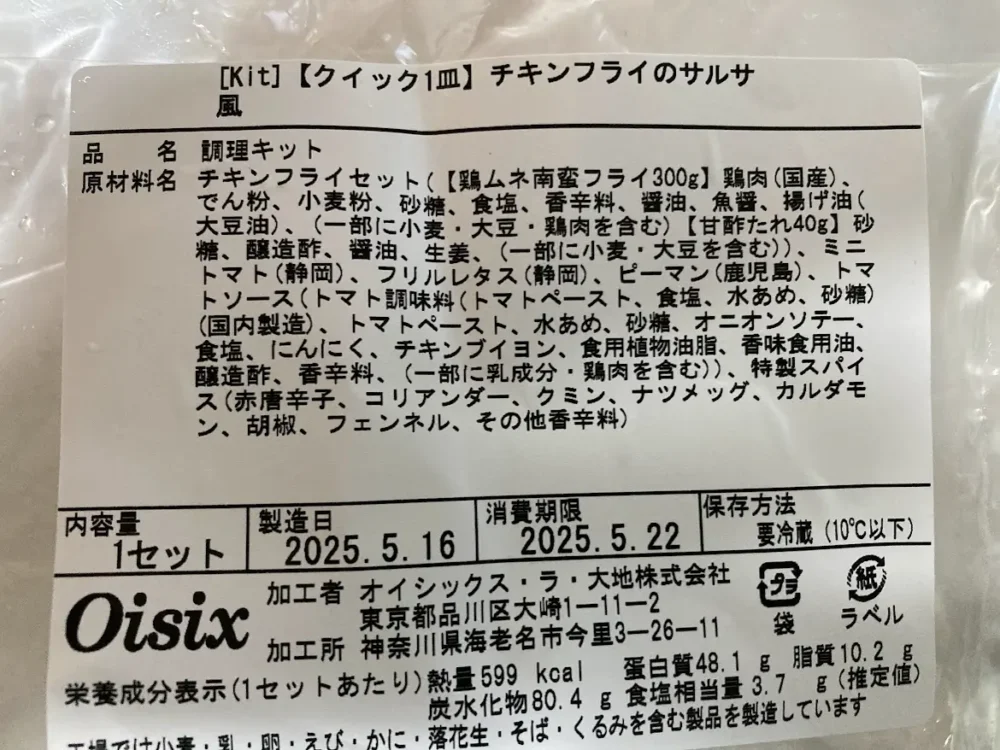 [Kit]【クイック1皿】チキンフライのサルサ
風
品　名 調理キット
原材料名 チキンフライセット(【鶏ムネ南蛮フライ300g】鶏肉(国産)、
でん粉、小麦粉、砂糖、食塩、香辛料、醤油、魚醤、揚げ油(
大豆油)、(一部に小麦・大豆・鶏肉を含む)【甘酢たれ40g】砂
糖、醸造酢、醤油、生姜、(一部に小麦・大豆を含む))、ミニ
トマト(静岡)、フリルレタス(静岡)、ピーマン(鹿児島)、トマ
トソース(トマト調味料(トマトペースト、食塩、水あめ、砂糖)
(国内製造)、トマトペースト、水あめ、砂糖、オニオンソテー、
食塩、にんにく、チキンブイヨン、食用植物油脂、香味食用油、
醸造酢、香辛料、(一部に乳成分・鶏肉を含む))、特製スパイ
ス(赤唐辛子、コリアンダー、クミン、ナツメッグ、カルダモ
ン、胡椒、フェンネル、その他香辛料)
内容量 1セット
製造日 2025.5.16
消費期限 2025.5.22
保存方法 要冷蔵(10℃以下)
Oisix
加工者 オイシックス・ラ・大地株式会社
東京都品川区大崎1−11−2
加工所 神奈川県海老名市今里3−26−11
プラ
袋
紙
ラベル
栄養成分表示(1セットあたり)熱量599 kcal 蛋白質48.1 g 脂質10.2 g
炭水化物80.4 g 食塩相当量 3.7 g(推定値)
工場では小麦・乳・卵・えび・かに・落花生・そば・くるみを含む製品を製造しています